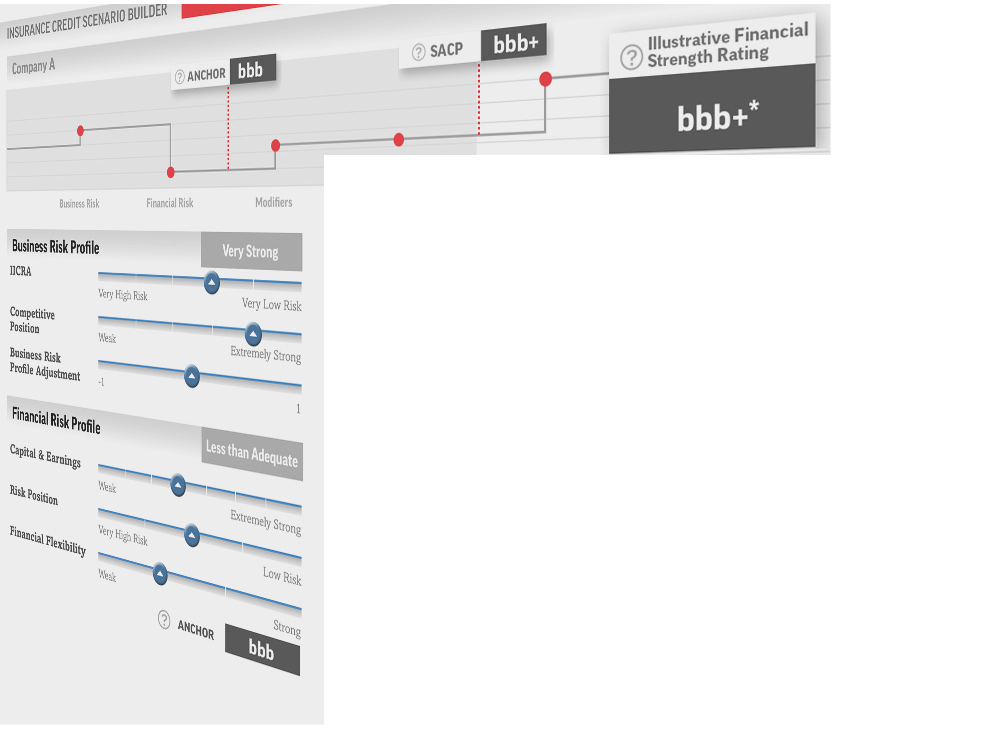 INSURANCE CREDIT SCENARIO BUILDER
Company A
? ANCHOR bbb
? SACP bbb+
? Illustrative Financial
Strength Rating
bbb+*
Business Risk Financial Risk Modifiers
Business Risk Profile Very Strong
IICRA
Very High Risk Very Low Risk
Competitive
Position
Weak Extremely Strong
Business Risk
Profile Adjustment
-1 1
Financial Risk Profile
Less than Adequate
Capital & Earnings
Weak Extremely Strong
Risk Position
Very High Risk Low Risk
Financial Flexibility
Weak Strong
? ANCHOR bbb